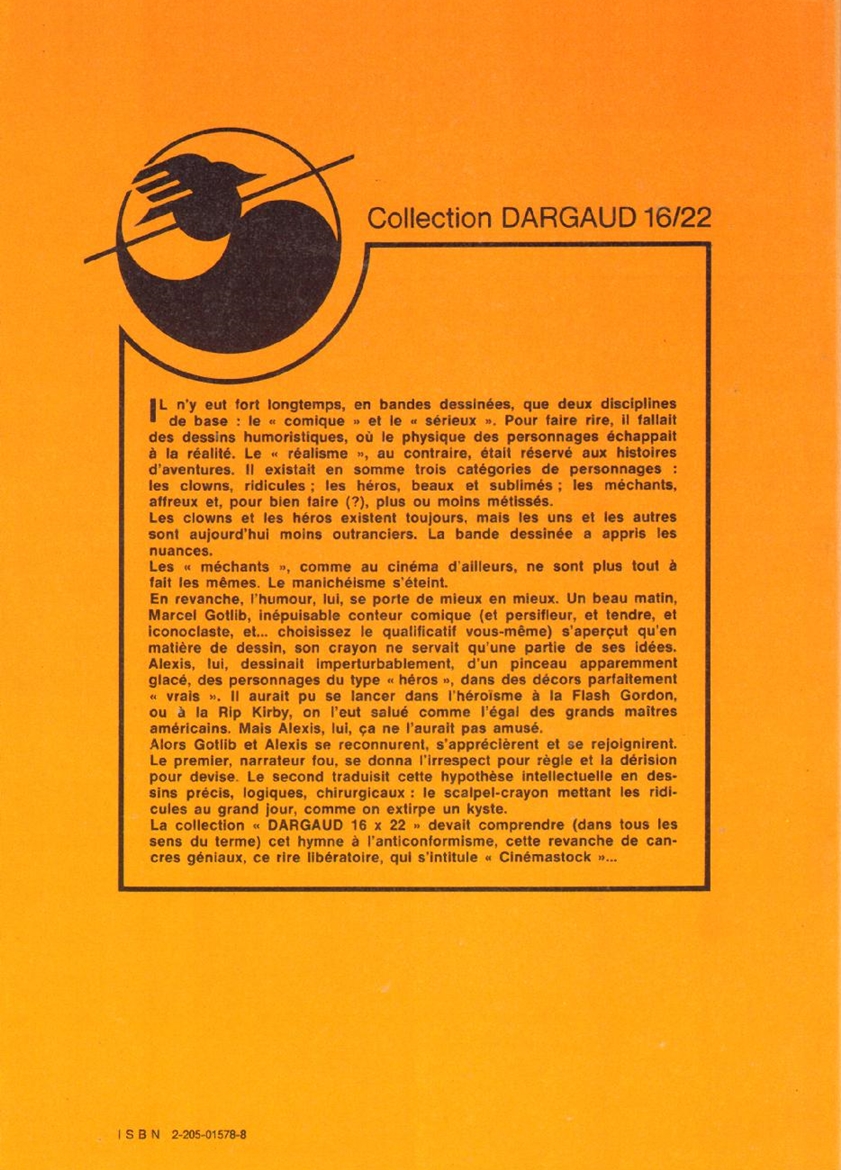 Collection DARGAUD 16/22
IL n'y eut fort longtemps, en bandes dessinées, que deux disciplines
de base : le « comique » et le « sérieux ». Pour faire rire, il fallait
des dessins humoristiques, où le physique des personnages échappait
à la réalité. Le « réalisme », au contraire, était réservé aux histoires
d'aventures. Il existait en somme trois catégories de personnages :
les clowns, ridicules ; les héros, beaux et sublimés ; les méchants,
affreux et, pour bien faire (?), plus ou moins métissés.
Les clowns et les héros existent toujours, mais les uns et les autres
sont aujourd'hui moins outranciers. La bande dessinée a appris les
nuances.
Les « méchants », comme au cinéma d'ailleurs, ne sont plus tout à
fait les mêmes. Le manichéisme s'éteint.
En revanche, l'humour, lui, se porte de mieux en mieux. Un beau matin,
Marcel Gotlib, inépuisable conteur comique (et persifleur, et tendre, et
iconoclaste, et... choisissez le qualificatif vous-même) s'aperçut qu'en
matière de dessin, son crayon ne servait qu'une partie de ses idées.
Alexis, lui, dessinait imperturbablement, d'un pinceau apparemment
glacé, des personnages du type « héros », dans des décors parfaitement
« vrais ». Il aurait pu se lancer dans l'héroïsme à la Flash Gordon,
ou à la Rip Kirby, on l'eut salué comme l'égal des grands maîtres
américains. Mais Alexis, lui, ça ne l'aurait pas amusé.
Alors Gotlib et Alexis se reconnurent, s'apprécièrent et se rejoignirent.
Le premier, narrateur fou, se donna l'irrespect pour règle et la dérision
pour devise. Le second traduisit cette hypothèse intellectuelle en des-
sins précis, logiques, chirurgicaux : le scalpel-crayon mettant les ridi-
cules au grand jour, comme on extirpe un kyste.
La collection « DARGAUD 16 x 22 » devait comprendre (dans tous les
sens du terme) cet hymne à l'anticonformisme, cette revanche de can-
cres géniaux, ce rire libératoire, qui s'intitule « Cinémastock »...
ISBN 2-205-01578-8